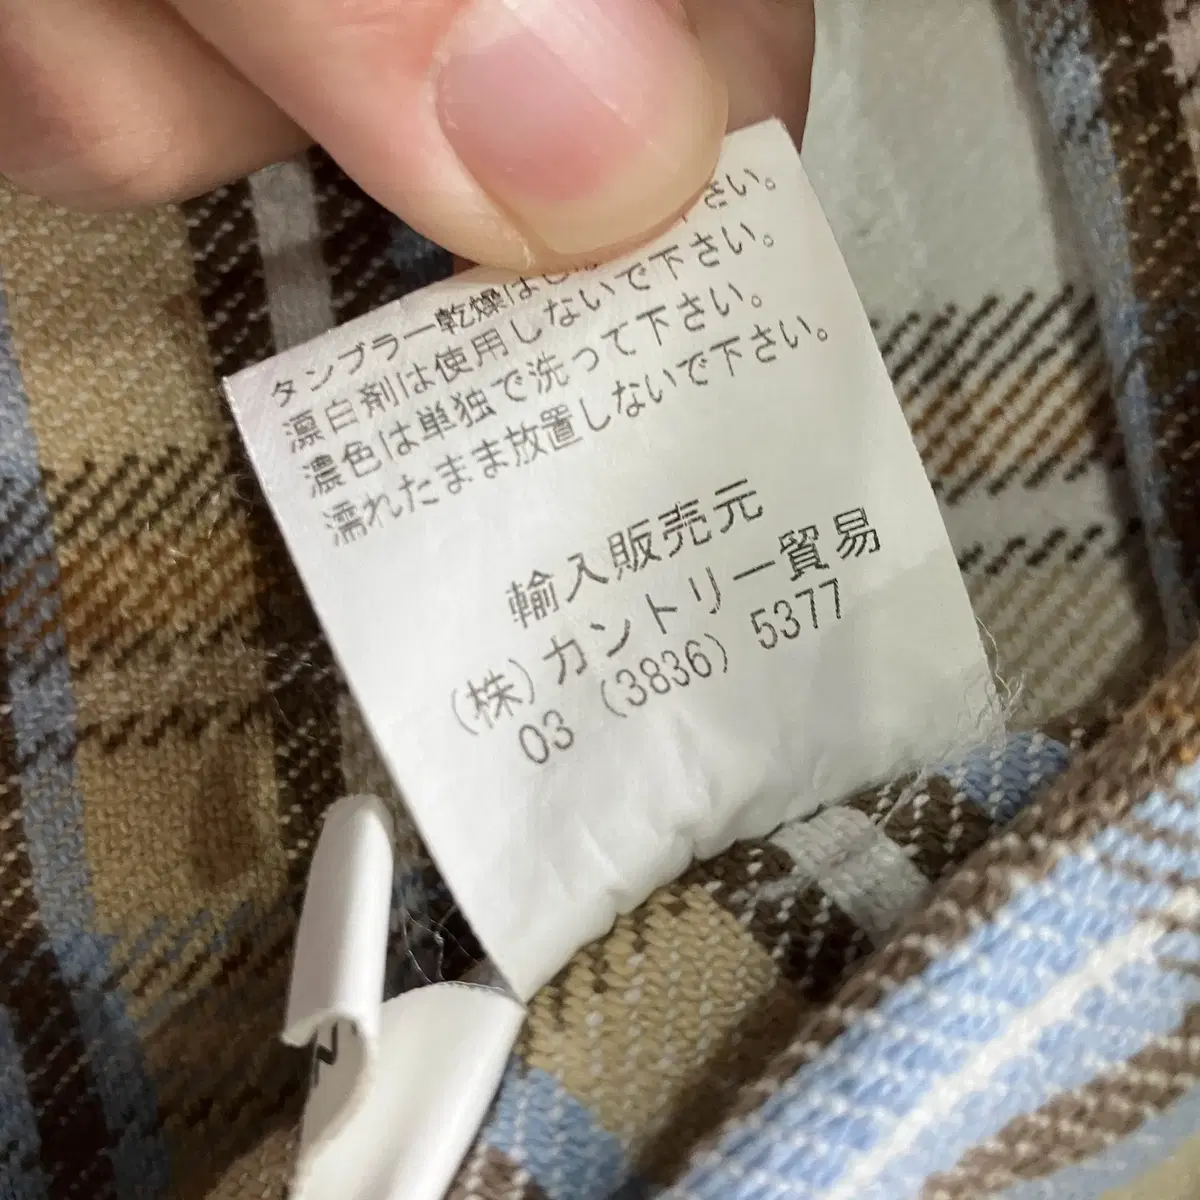 さい。
タンブラー乾燥は
漂白剤は使用しないで下さい。
濃色は単独で洗って下さい。
濡れたまま放置しないで下さい。
輸入販売元
(株)カントリー貿易
03 (3836) 5377
N